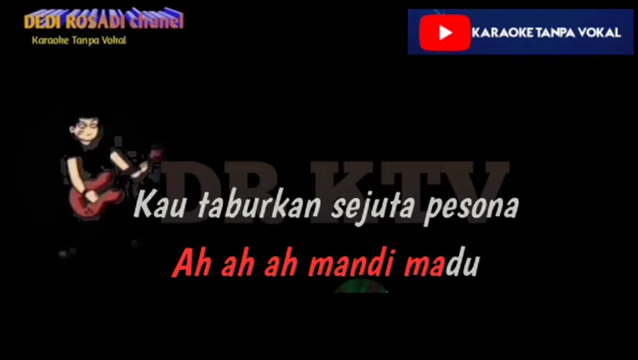 DEDI ROSADI chanel
Karaoke Tanpa Vokal
KARAOKE TANPA VOKAL
DR KTV
Kau taburkan sejuta pesona
Ah ah ah mandi madu